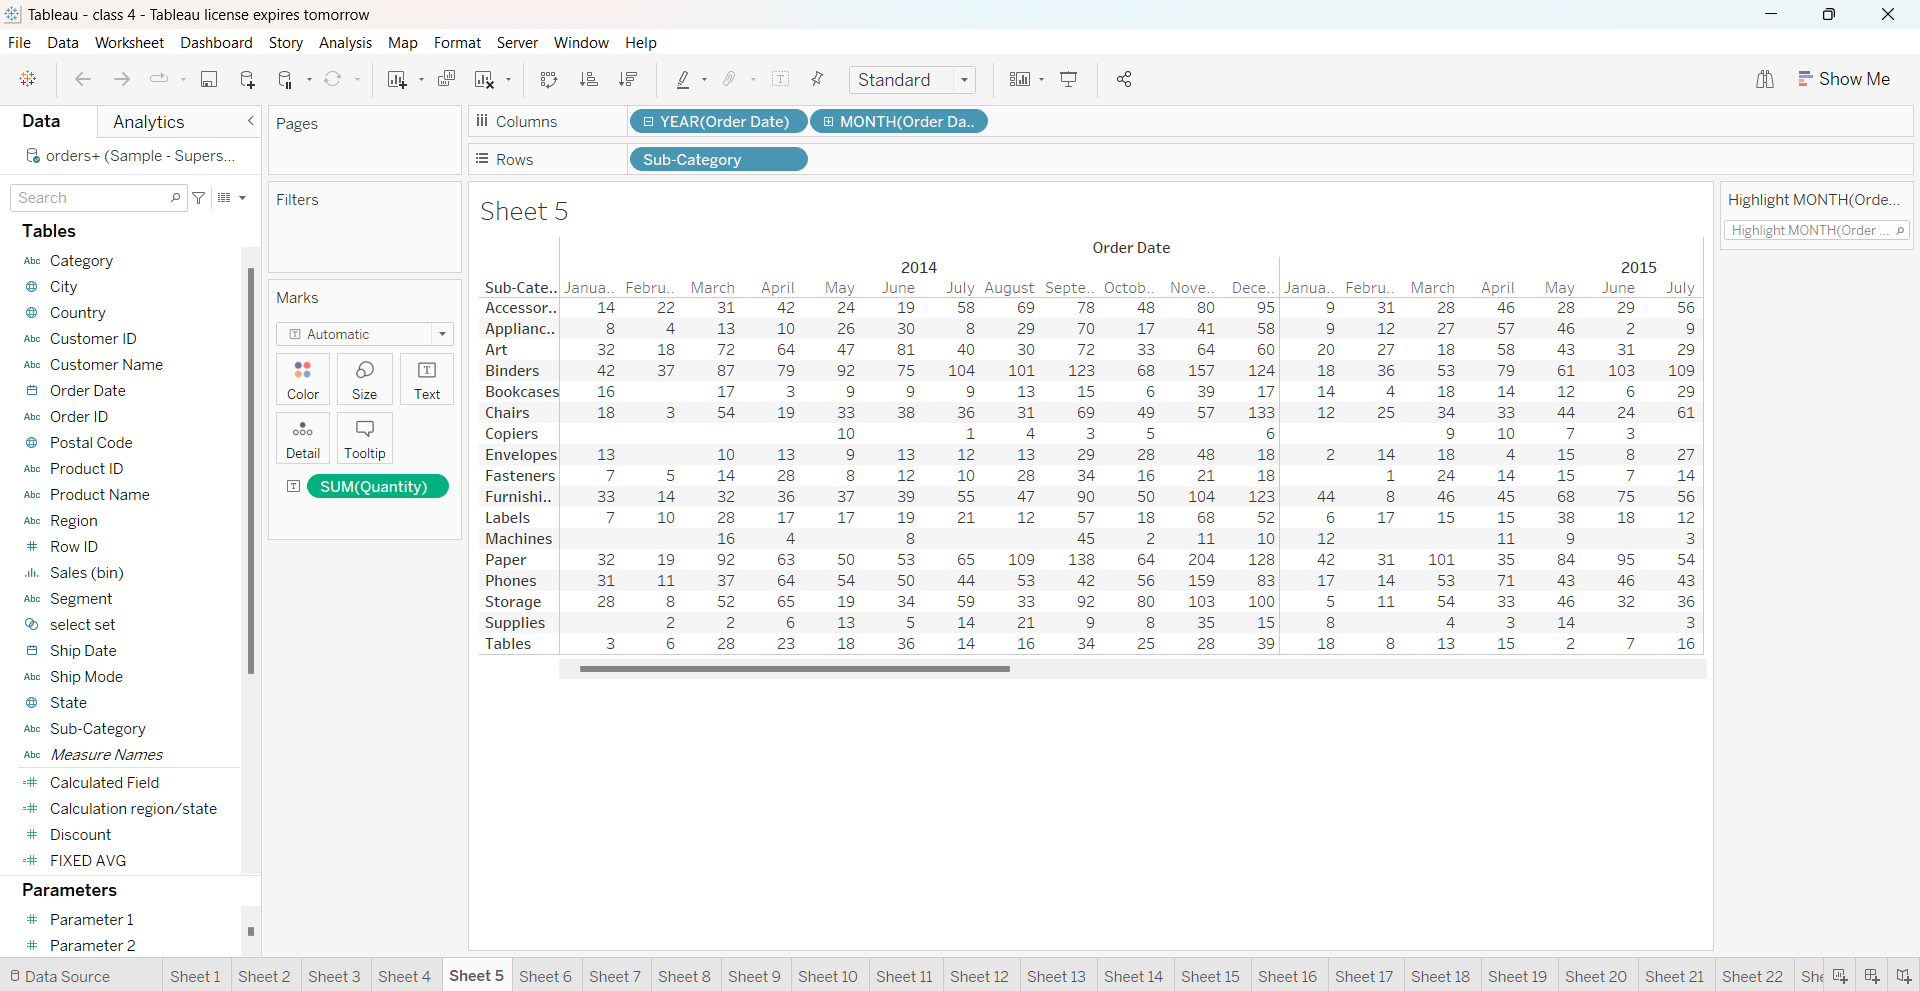 Tableau - class 4 - Tableau license expires tomorrow
File Data Worksheet Dashboard Story Analysis Map Format Server Window Help
Standard
Show Me
Data Analytics
orders+ (Sample - Supers...
Search
Tables
Abc Category
City
Country
Abc Customer ID
Abc Customer Name
Order Date
Abc Order ID
Postal Code
Abc Product ID
Abc Product Name
Abc Region
# Row ID
Sales (bin)
Abc Segment
select set
Ship Date
Abc Ship Mode
State
Abc Sub-Category
Abc Measure Names
=# Calculated Field
=# Calculation region/state
# Discount
=# FIXED AVG
Parameters
# Parameter 1
# Parameter 2
Pages
Filters
Marks
T Automatic
Color Size Text
Detail Tooltip
T SUM(Quantity)
Columns YEAR(Order Date) MONTH(Order Da..
Rows Sub-Category
Sheet 5
Order Date
2014 2015
Sub-Cate.. Janua.. Febru.. March April May June July August Septe.. Octob.. Nove.. Dece.. Janua.. Febru.. March April May June July
Accessor.. 14 22 31 42 24 19 58 69 78 48 80 95 9 31 28 46 28 29 56
Applianc.. 8 4 13 10 26 30 8 29 70 17 41 58 9 12 27 57 46 2 9
Art 32 18 72 64 47 81 40 30 72 33 64 60 20 27 18 58 43 31 29
Binders 42 37 87 79 92 75 104 101 123 68 157 124 18 36 53 79 61 103 109
Bookcases 16 17 3 9 9 9 13 15 6 39 17 14 4 18 14 12 6 29
Chairs 18 3 54 19 33 38 36 31 69 49 57 133 12 25 34 33 44 24 61
Copiers 10 1 4 3 5 6 9 10 7 3
Envelopes 13 10 13 9 13 12 13 29 28 48 18 2 14 18 4 15 8 27
Fasteners 7 5 14 28 8 12 10 28 34 16 21 18 1 24 14 15 7 14
Furnishi.. 33 14 32 36 37 39 55 47 90 50 104 123 44 8 46 45 68 75 56
Labels 7 10 28 17 17 19 21 12 57 18 68 52 6 17 15 15 38 18 12
Machines 16 4 8 45 2 11 10 12 11 9 3
Paper 32 19 92 63 50 53 65 109 138 64 204 128 42 31 101 35 84 95 54
Phones 31 11 37 64 54 50 44 53 42 56 159 83 17 14 53 71 43 46 43
Storage 28 8 52 65 19 34 59 33 92 80 103 100 5 11 54 33 46 32 36
Supplies 2 2 6 13 5 14 21 9 8 35 15 8 4 3 14 3
Tables 3 6 28 23 18 36 14 16 34 25 28 39 18 8 13 15 2 7 16
Highlight MONTH(Orde...
Highlight MONTH(Order ...
Data Source Sheet 1 Sheet 2 Sheet 3 Sheet 4 Sheet 5 Sheet 6 Sheet 7 Sheet 8 Sheet 9 Sheet 10 Sheet 11 Sheet 12 Sheet 13 Sheet 14 Sheet 15 Sheet 16 Sheet 17 Sheet 18 Sheet 19 Sheet 20 Sheet 21 Sheet 22 She